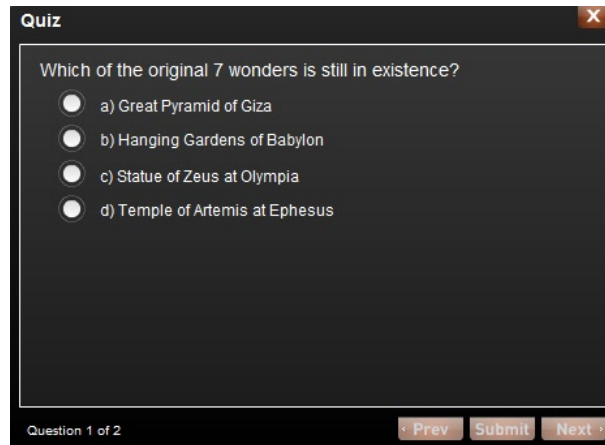 Quiz
X
Which of the original 7 wonders is still in existence?
a) Great Pyramid of Giza
b) Hanging Gardens of Babylon
c) Statue of Zeus at Olympia
d) Temple of Artemis at Ephesus
Question 1 of 2
Prev Submit Next